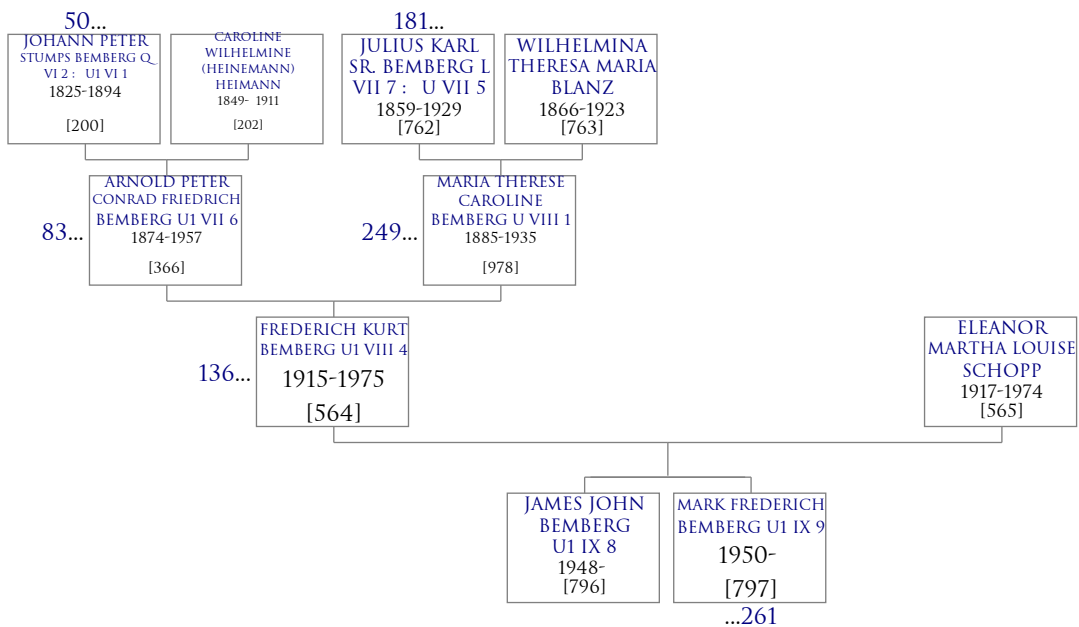 50...
JOHANN PETER
STUMPS BEMBERG Q
VI 2 : U1 VI 1
1825-1894
[200]
CAROLINE
WILHELMINE
(HEINEMANN)
HEIMANN
1849- 1911
[202]
181...
JULIUS KARL
SR. BEMBERG L
VII 7 : U VII 5
1859-1929
[762]
WILHELMINA
THERESA MARIA
BLANZ
1866-1923
[763]
83...
ARNOLD PETER
CONRAD FRIEDRICH
BEMBERG U1 VII 6
1874-1957
[366]
249...
MARIA THERESE
CAROLINE
BEMBERG U VIII 1
1885-1935
[978]
136...
FREDERICH KURT
BEMBERG U1 VIII 4
1915-1975
[564]
ELEANOR
MARTHA LOUISE
SCHOPP
1917-1974
[565]
JAMES JOHN
BEMBERG
U1 IX 8
1948-
[796]
MARK FREDERICH
BEMBERG U1 IX 9
1950-
[797]
...261